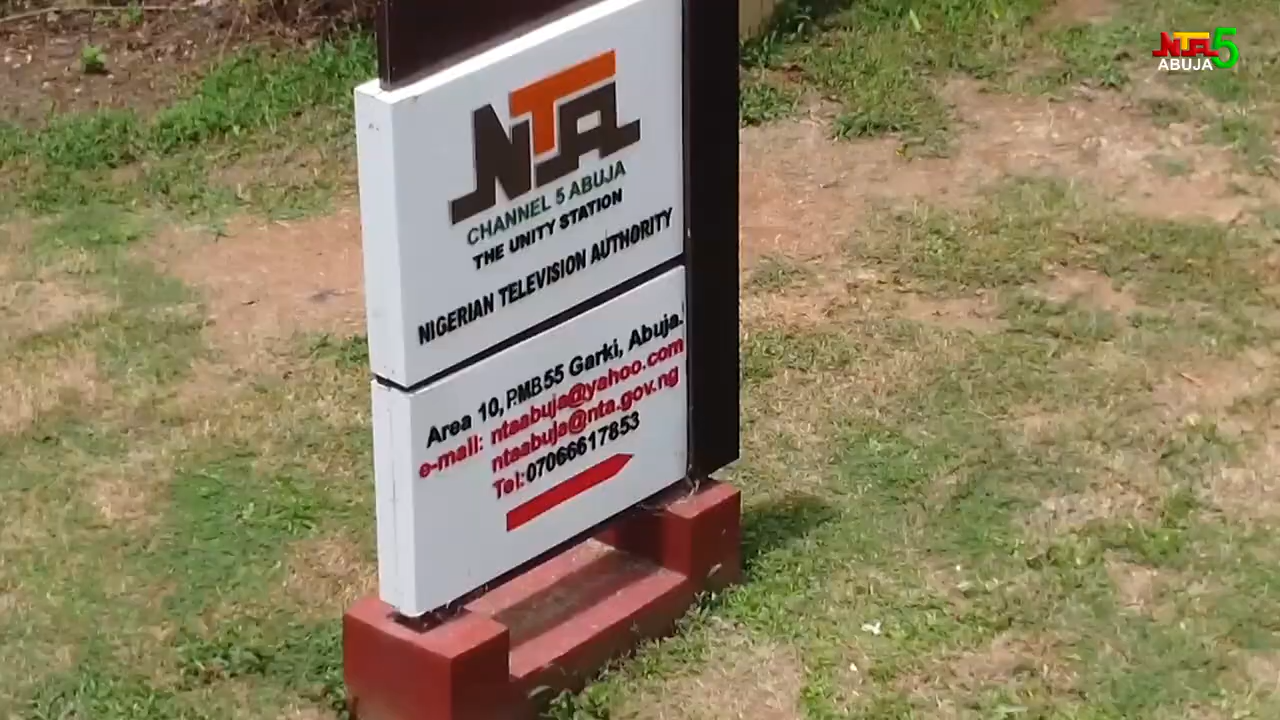 NTA
CHANNEL 5 ABUJA
THE UNITY STATION
NIGERIAN TELEVISION AUTHORITY
Area 10, P.M.B 55 Garki, Abuja.
e-mail: ntaabuja@yahoo.com
ntaabuja@nta.gov.ng
Tel:07066617853
NTA 5
ABUJA